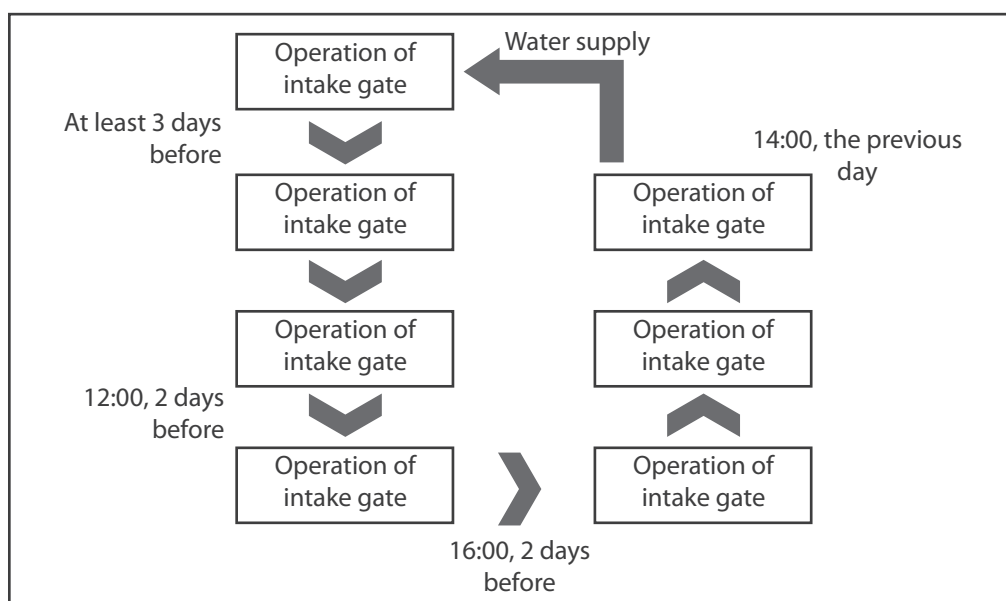 Operation of
intake gate
Water supply
At least 3 days
before
14:00, the previous
day
Operation of
intake gate
Operation of
intake gate
Operation of
intake gate
Operation of
intake gate
12:00, 2 days
before
Operation of
intake gate
Operation of
intake gate
16:00, 2 days
before